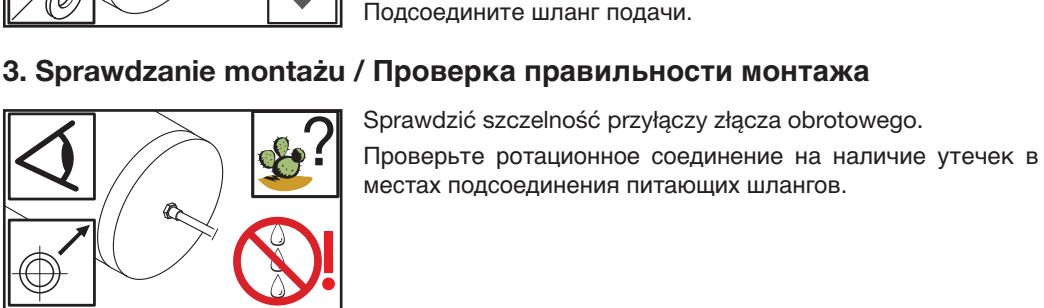 Подсоедините шланг подачи.
3. Sprawdzanie montażu / Проверка правильности монтажа
Sprawdzić szczelność przyłączy złącza obrotowego.
Проверьте ротационное соединение на наличие утечек в
местах подсоединения питающих шлангов.
?
!